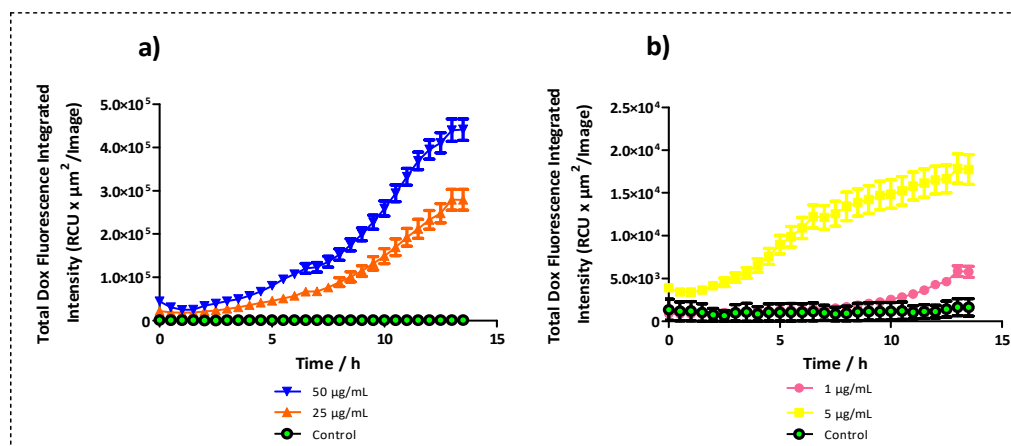 a)
Total Dox Fluorescence Integrated
Intensity (RCU x µm²/Image)
5.0×10⁵
4.0×10⁵
3.0×10⁵
2.0×10⁵
1.0×10⁵
0
0
5
10
15
Time / h
50 µg/mL
25 µg/mL
Control
b)
Total Dox Fluorescence Integrated
Intensity (RCU x µm²/Image)
2.5×10⁴
2.0×10⁴
1.5×10⁴
1.0×10⁴
5.0×10³
0
0
5
10
15
Time / h
1 µg/mL
5 µg/mL
Control